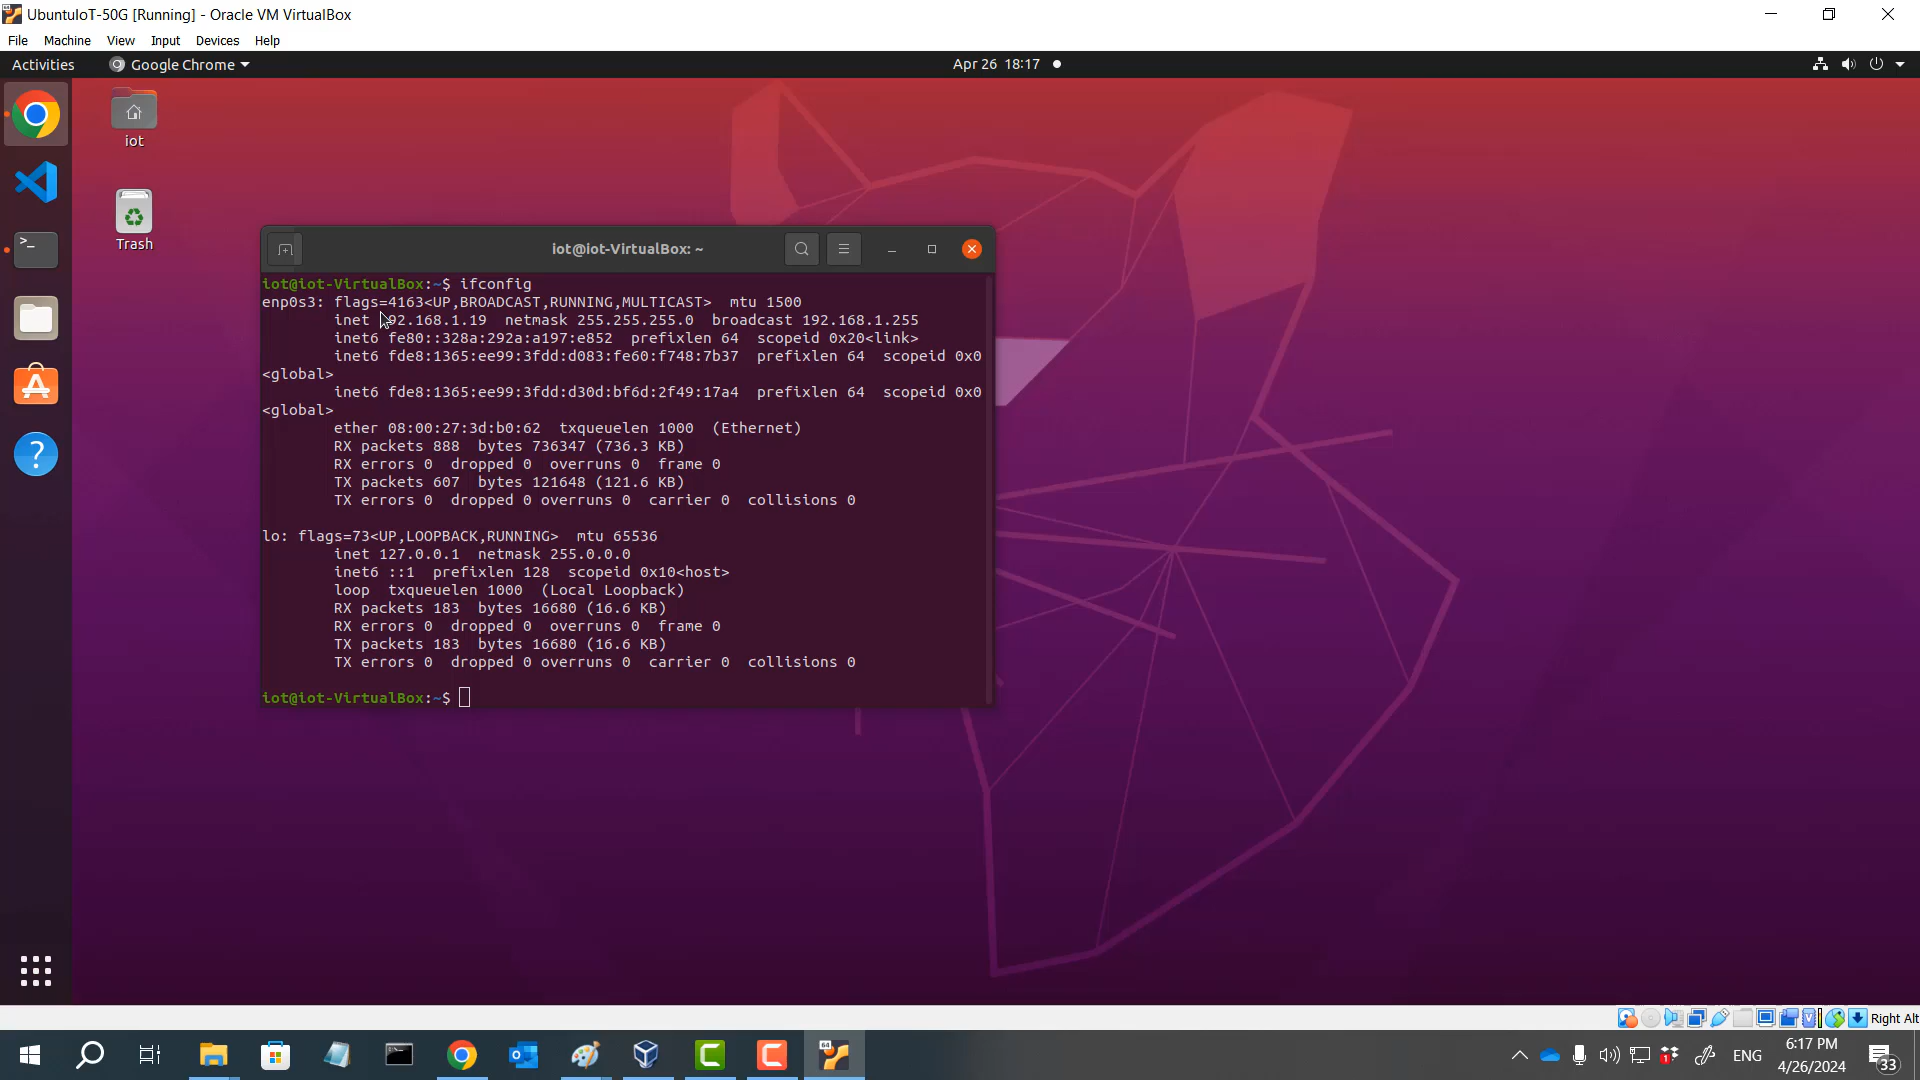 UbuntuIoT-50G [Running] - Oracle VM VirtualBox
File Machine View Input Devices Help
Activities Google Chrome Apr 26 18:17
iot
Trash
iot@iot-VirtualBox: ~
iot@iot-VirtualBox:~$ ifconfig
enp0s3: flags=4163<UP,BROADCAST,RUNNING,MULTICAST> mtu 1500
inet 192.168.1.19 netmask 255.255.255.0 broadcast 192.168.1.255
inet6 fe80::328a:292a:a197:e852 prefixlen 64 scopeid 0x20<link>
inet6 fde8:1365:ee99:3fdd:d083:fe60:f748:7b37 prefixlen 64 scopeid 0x0
<global>
inet6 fde8:1365:ee99:3fdd:d30d:bf6d:2f49:17a4 prefixlen 64 scopeid 0x0
<global>
ether 08:00:27:3d:b0:62 txqueuelen 1000 (Ethernet)
RX packets 888 bytes 736347 (736.3 KB)
RX errors 0 dropped 0 overruns 0 frame 0
TX packets 607 bytes 121648 (121.6 KB)
TX errors 0 dropped 0 overruns 0 carrier 0 collisions 0
lo: flags=73<UP,LOOPBACK,RUNNING> mtu 65536
inet 127.0.0.1 netmask 255.0.0.0
inet6 ::1 prefixlen 128 scopeid 0x10<host>
loop txqueuelen 1000 (Local Loopback)
RX packets 183 bytes 16680 (16.6 KB)
RX errors 0 dropped 0 overruns 0 frame 0
TX packets 183 bytes 16680 (16.6 KB)
TX errors 0 dropped 0 overruns 0 carrier 0 collisions 0
iot@iot-VirtualBox:~$
Right Alt
ENG
6:17 PM
4/26/2024
33